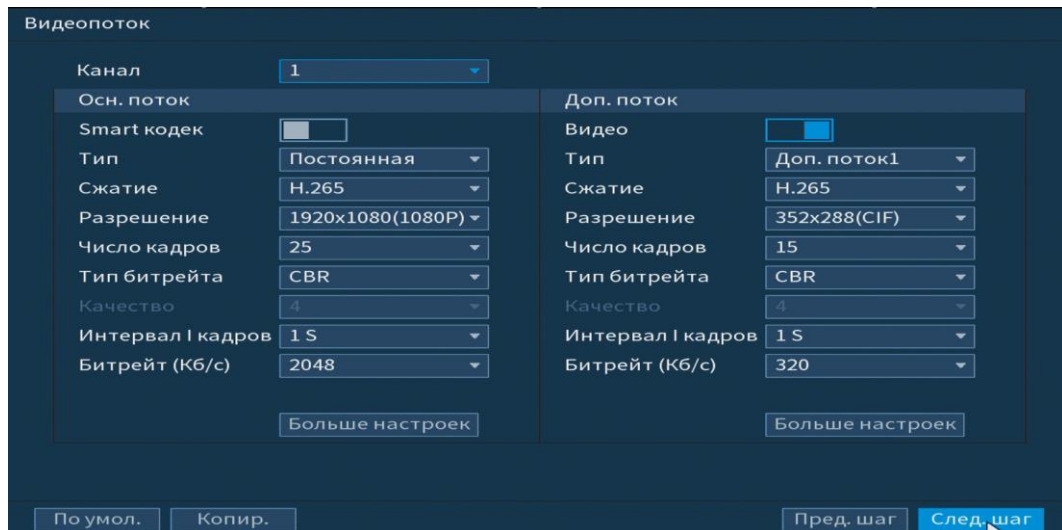 Видеопоток
Канал 1
Осн. поток Доп. поток
Smart кодек Видео
Тип Постоянная Тип Доп. поток1
Сжатие H.265 Сжатие H.265
Разрешение 1920x1080(1080P) Разрешение 352x288(CIF)
Число кадров 25 Число кадров 15
Тип битрейта CBR Тип битрейта CBR
Качество 4 Качество 4
Интервал I кадров 1 S Интервал I кадров 1 S
Битрейт (Кб/с) 2048 Битрейт (Кб/с) 320
Больше настроек Больше настроек
По умол. Копир. Пред. шаг След. шаг